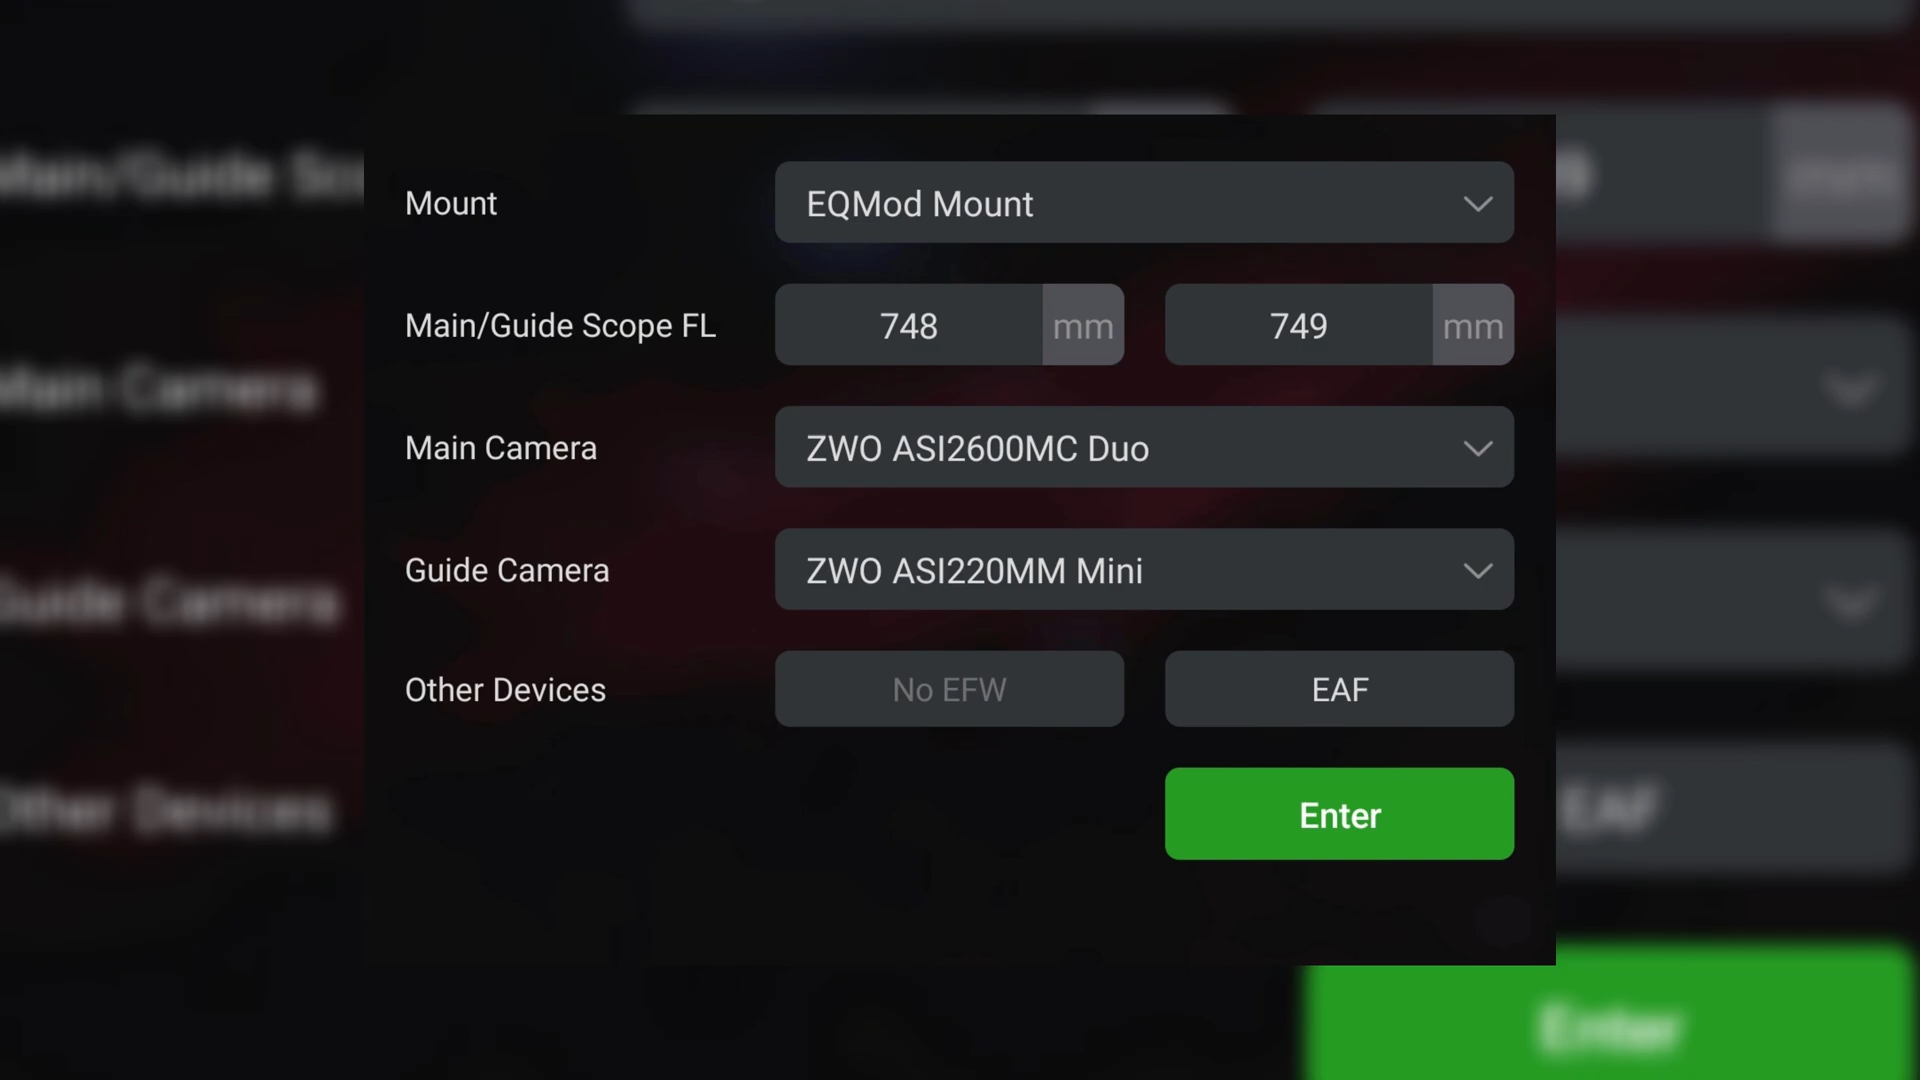 Mount
EQMod Mount
Main/Guide Scope FL
748 mm
749 mm
Main Camera
ZWO ASI2600MC Duo
Guide Camera
ZWO ASI220MM Mini
Other Devices
No EFW
EAF
Enter